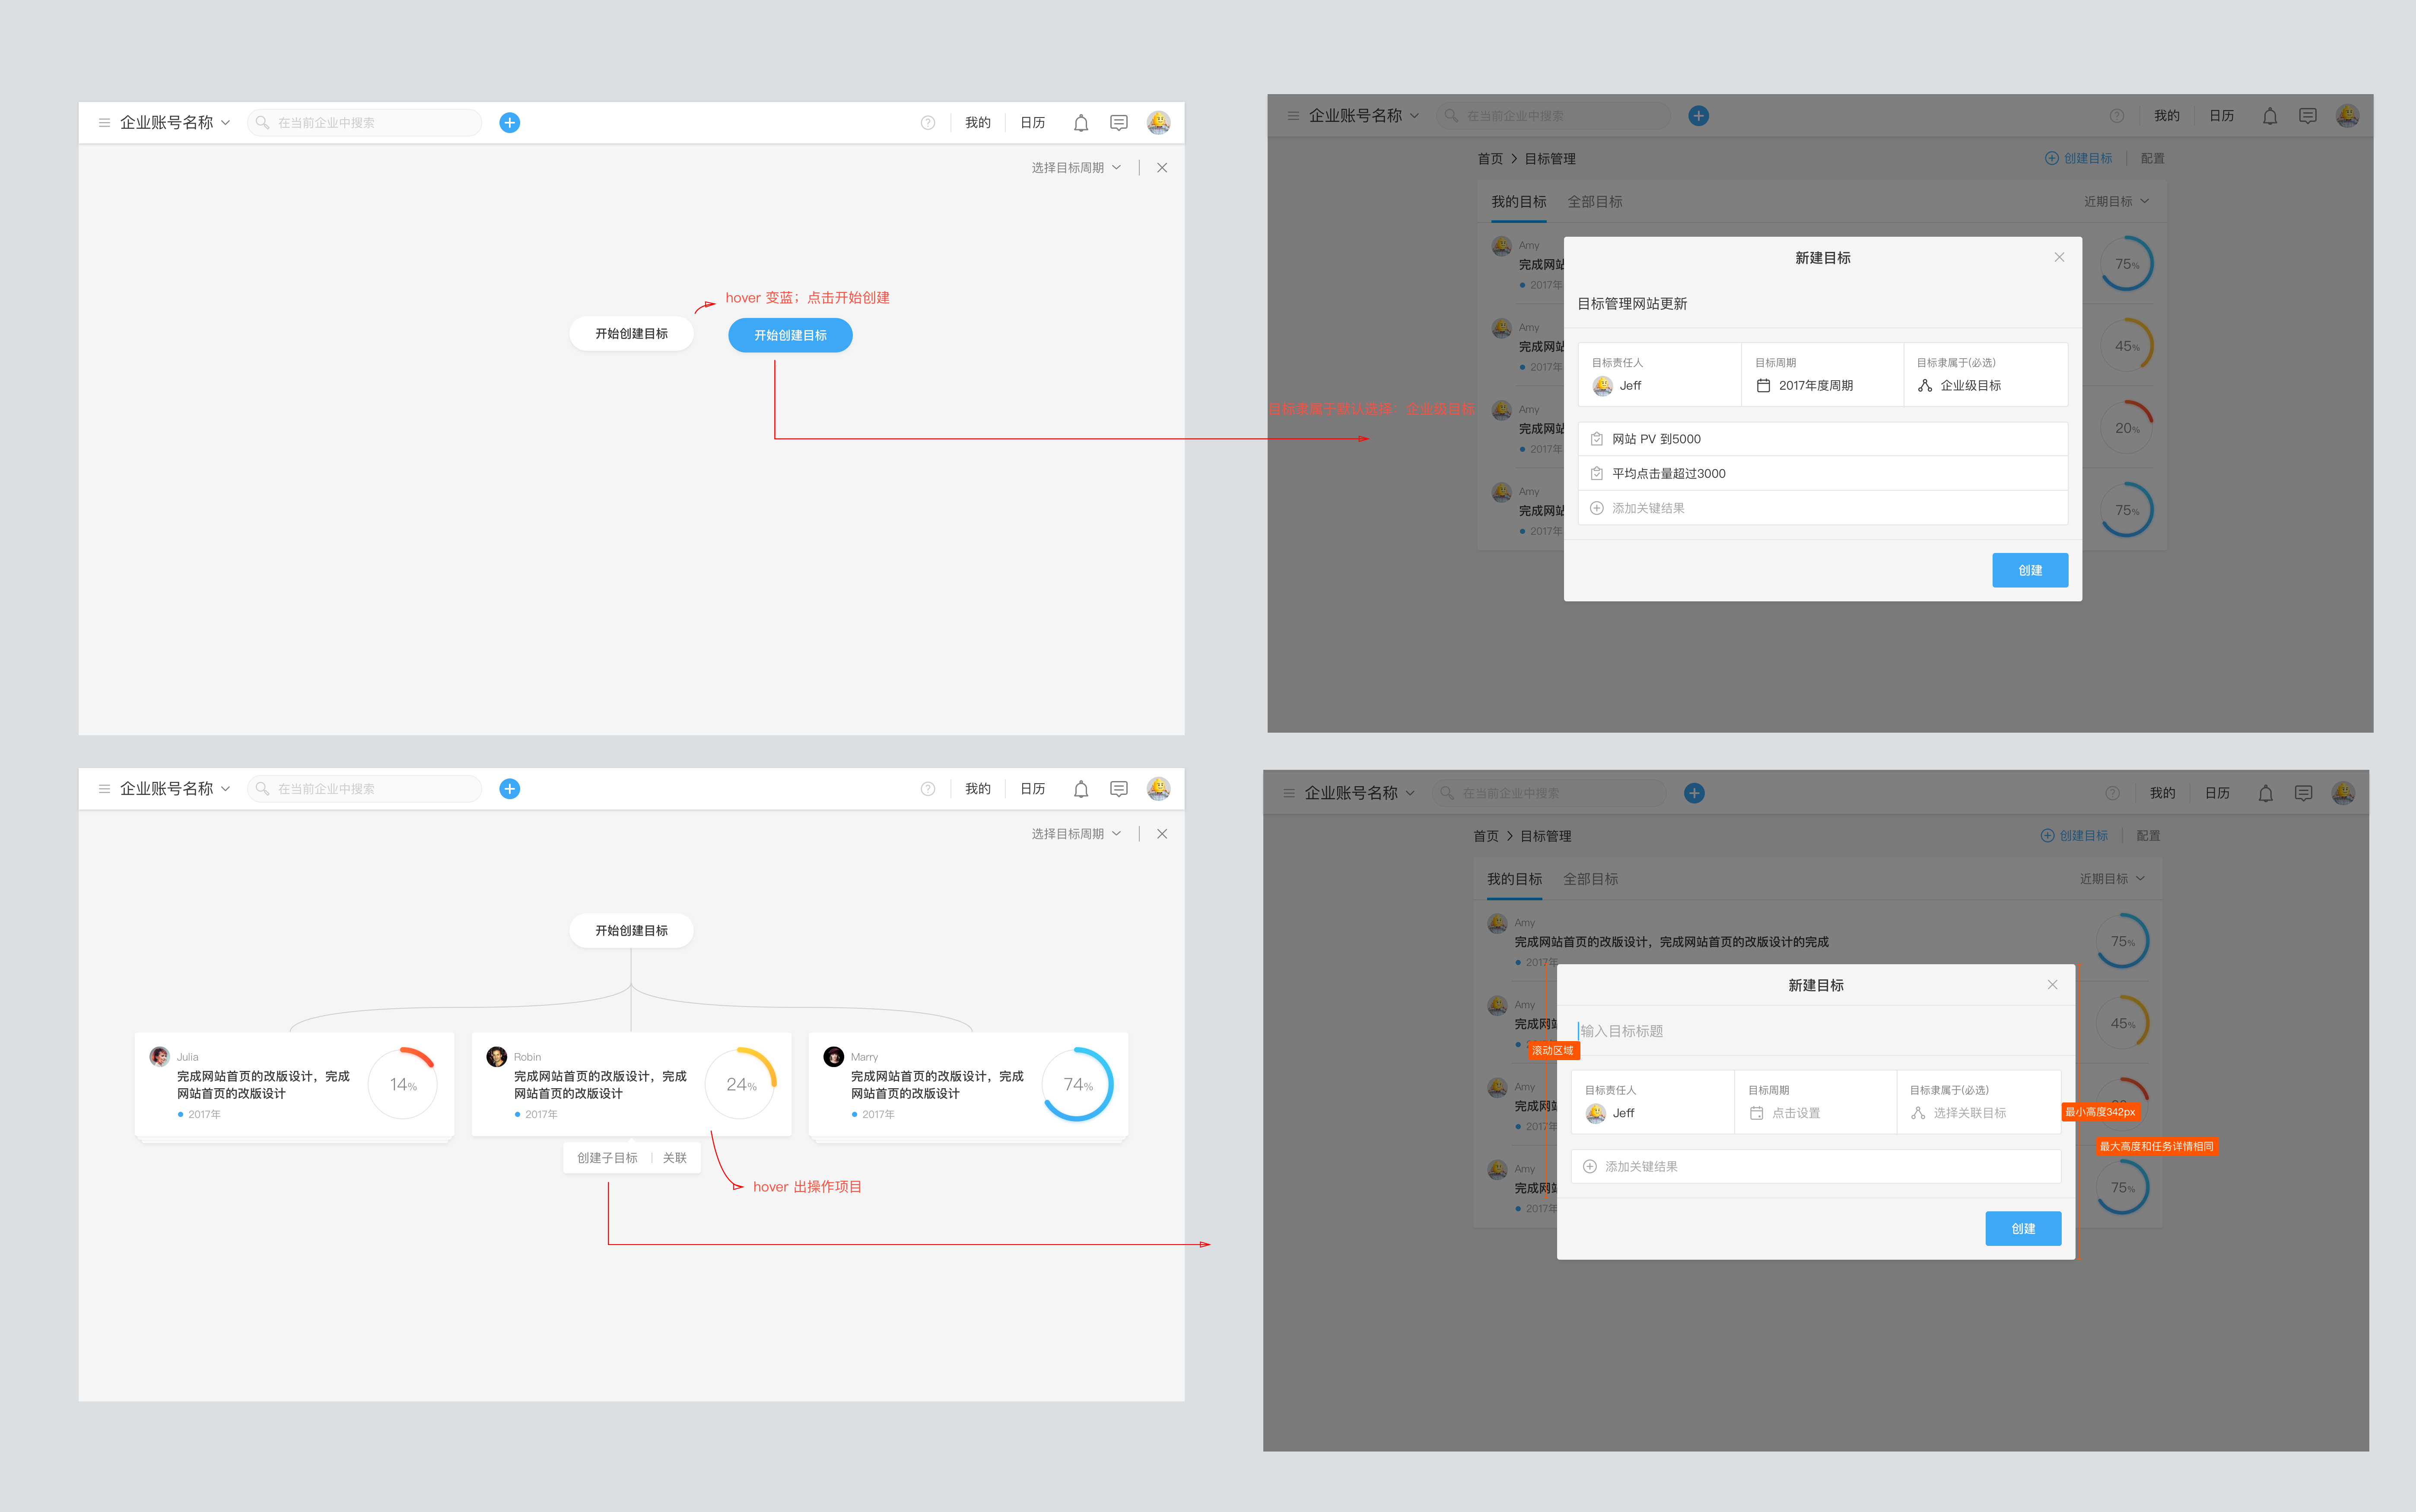 企业账号名称
在当前企业中搜索
我的
日历
选择目标周期
hover 变蓝；点击开始创建
开始创建目标
开始创建目标
企业账号名称
在当前企业中搜索
我的
日历
首页 > 目标管理
创建目标
配置
我的目标
全部目标
近期目标
Amy
完成网站
2017年
75%
Amy
完成网站
2017年
45%
Amy
完成网站
2017年
20%
Amy
完成网站
2017年
75%
目标隶属于默认选择 企业级目标
新建目标
目标管理网站更新
目标责任人
Jeff
目标周期
2017年度周期
目标隶属于(必选)
企业级目标
网站 PV 到5000
平均点击量超过3000
添加关键结果
创建
企业账号名称
在当前企业中搜索
我的
日历
选择目标周期
开始创建目标
Julia
完成网站首页的改版设计，完成
网站首页的改版设计
2017年
14%
Robin
完成网站首页的改版设计，完成
网站首页的改版设计
2017年
24%
Marry
完成网站首页的改版设计，完成
网站首页的改版设计
2017年
74%
创建子目标
关联
hover 出操作项目
企业账号名称
在当前企业中搜索
我的
日历
首页 > 目标管理
创建目标
配置
我的目标
全部目标
近期目标
Amy
完成网站首页的改版设计，完成网站首页的改版设计的完成
2017年
75%
Amy
完成网站
45%
Amy
完成网站
2017年
Amy
完成网站
2017年
75%
新建目标
输入目标标题
滚动区域
目标责任人
Jeff
目标周期
点击设置
目标隶属于(必选)
选择关联目标
最小高度342px
最大高度和任务详情相同
添加关键结果
创建